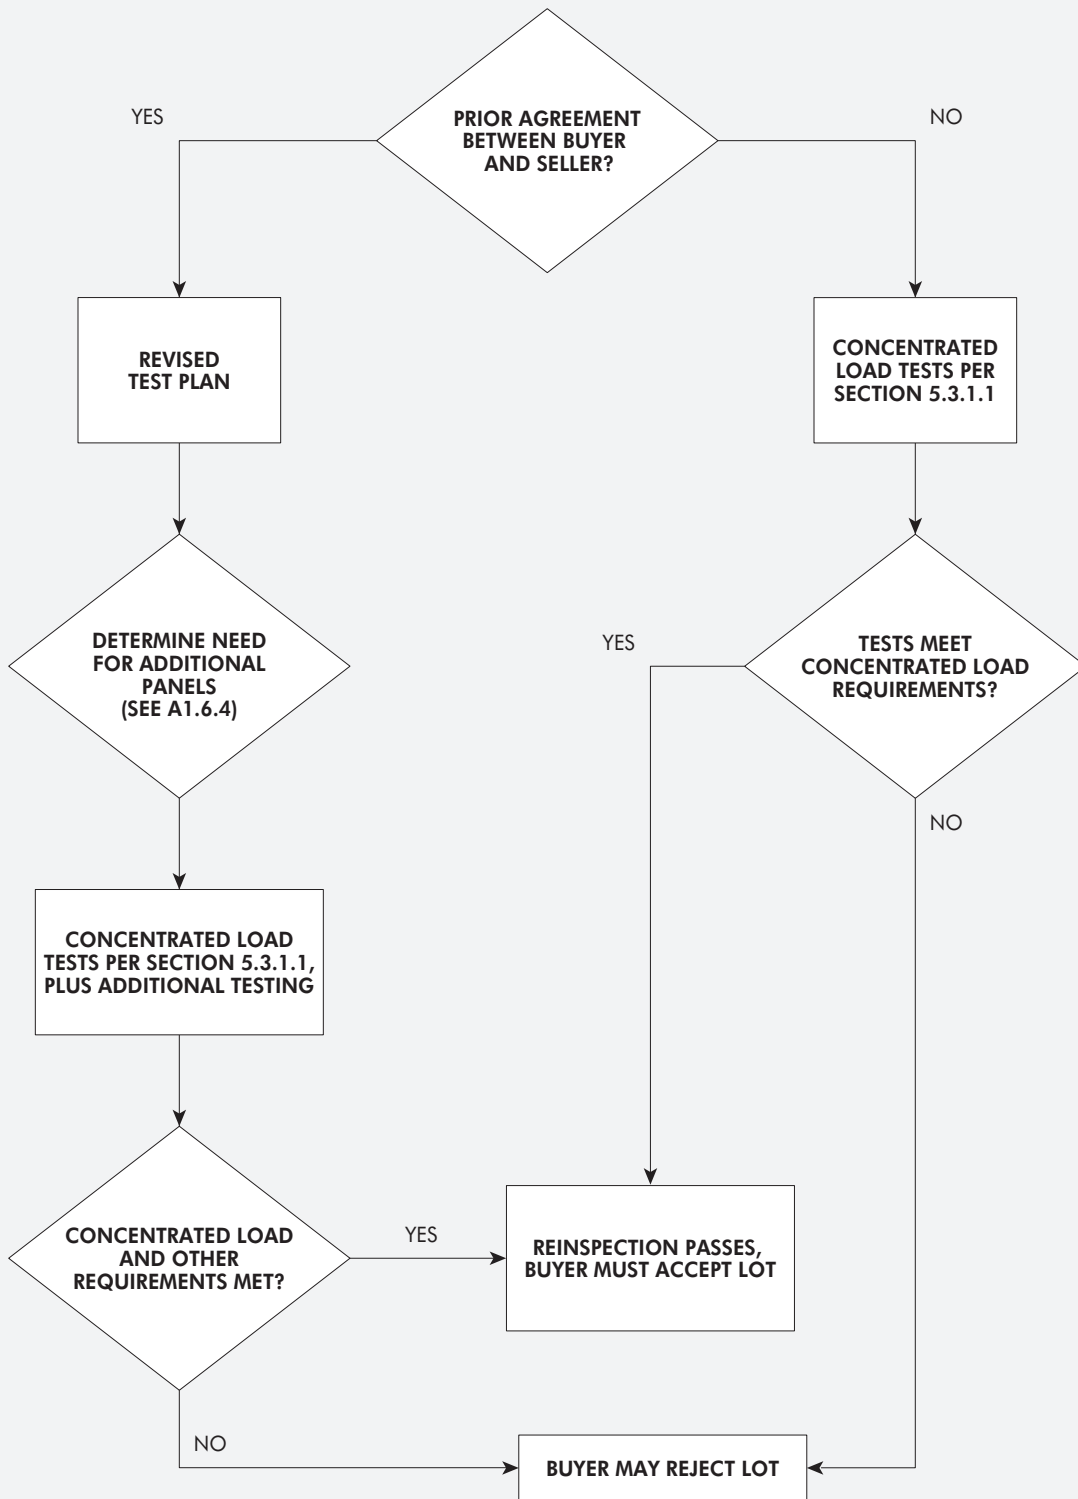 YES
PRIOR AGREEMENT
BETWEEN BUYER
AND SELLER?
NO
REVISED
TEST PLAN
CONCENTRATED
LOAD TESTS PER
SECTION 5.3.1.1
DETERMINE NEED
FOR ADDITIONAL
PANELS
(SEE A1.6.4)
YES
TESTS MEET
CONCENTRATED LOAD
REQUIREMENTS?
NO
CONCENTRATED LOAD
TESTS PER SECTION 5.3.1.1,
PLUS ADDITIONAL TESTING
CONCENTRATED LOAD
AND OTHER
REQUIREMENTS MET?
YES
REINSPECTION PASSES,
BUYER MUST ACCEPT LOT
NO
BUYER MAY REJECT LOT